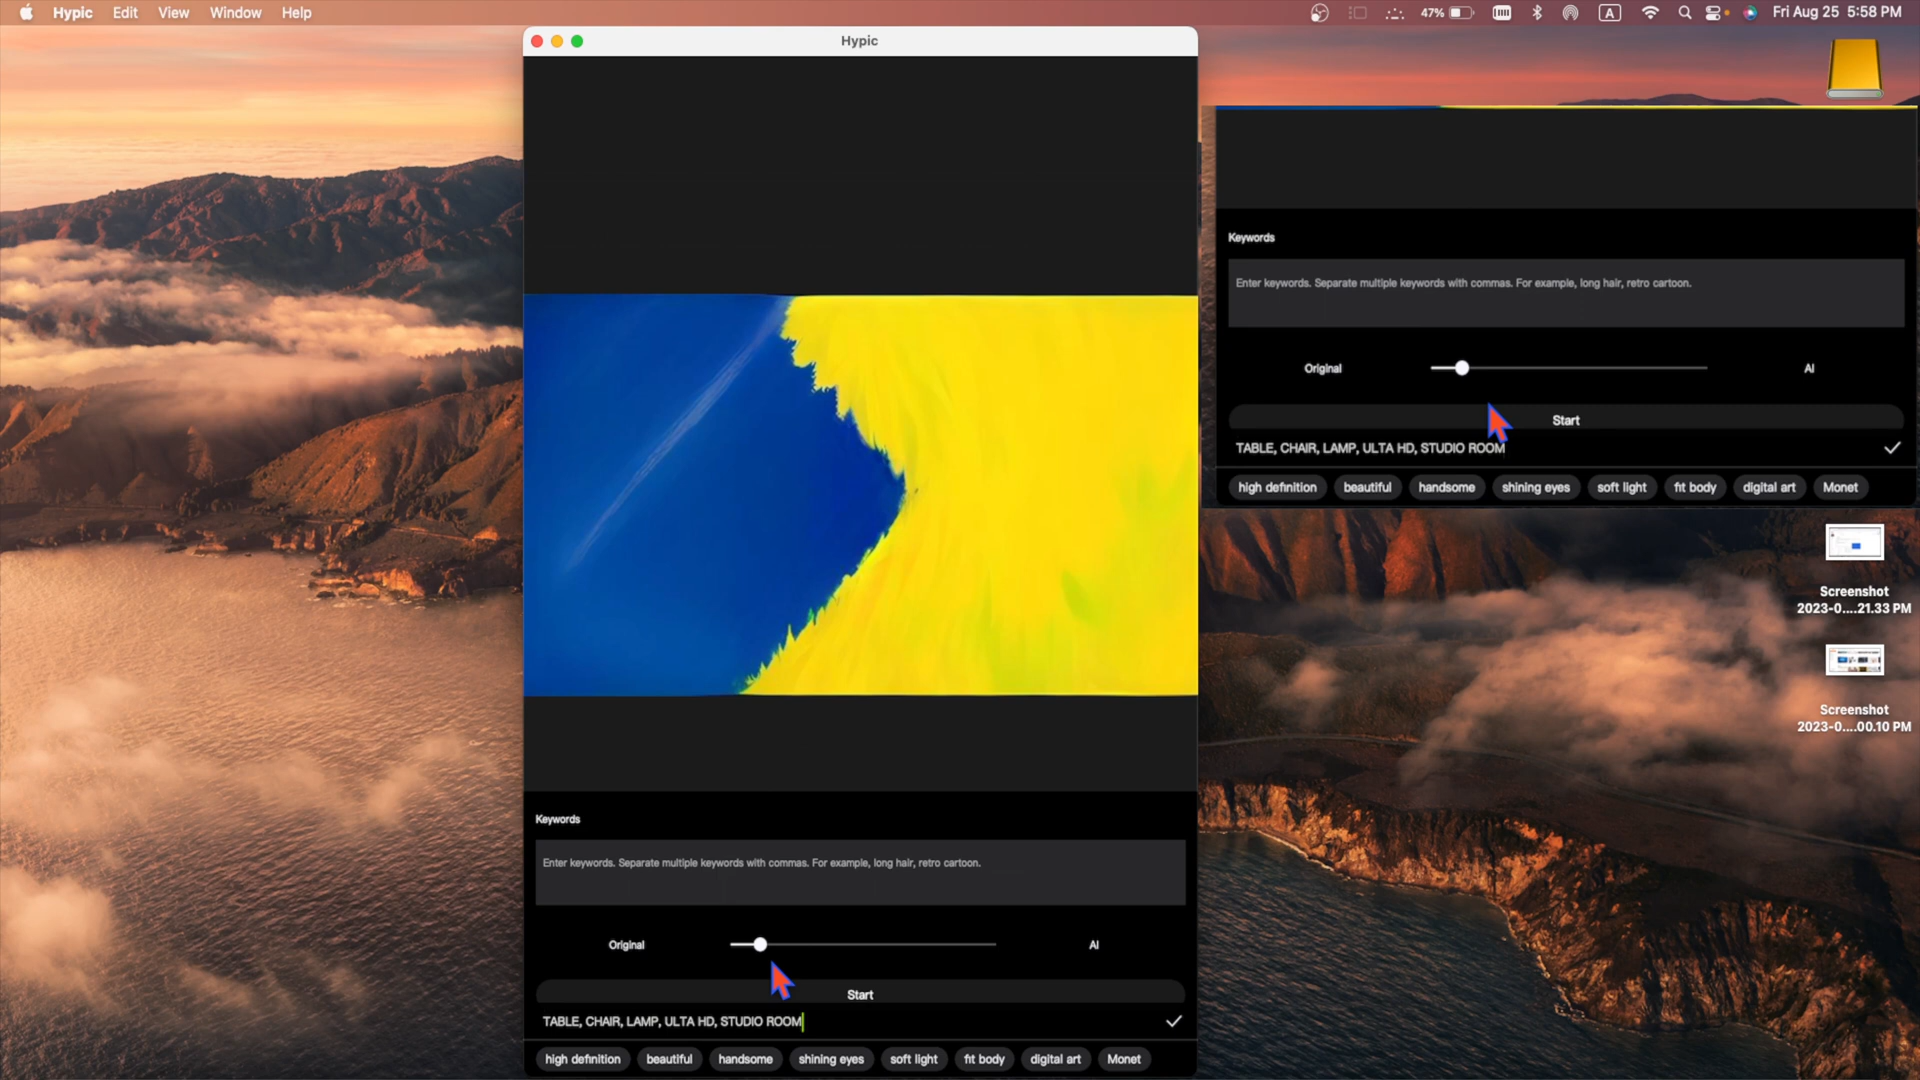 Hypic Edit View Window Help
47% A Fri Aug 25 5:58 PM
Hypic
Keywords
Enter keywords. Separate multiple keywords with commas. For example, long hair, retro cartoon.
Original AI
Start
TABLE, CHAIR, LAMP, ULTA HD, STUDIO ROOM
high definition beautiful handsome shining eyes soft light fit body digital art Monet
Keywords
Enter keywords. Separate multiple keywords with commas. For example, long hair, retro cartoon.
Original AI
Start
TABLE, CHAIR, LAMP, ULTA HD, STUDIO ROOM
high definition beautiful handsome shining eyes soft light fit body digital art Monet
Screenshot
2023-0....21.33 PM
Screenshot
2023-0....00.10 PM